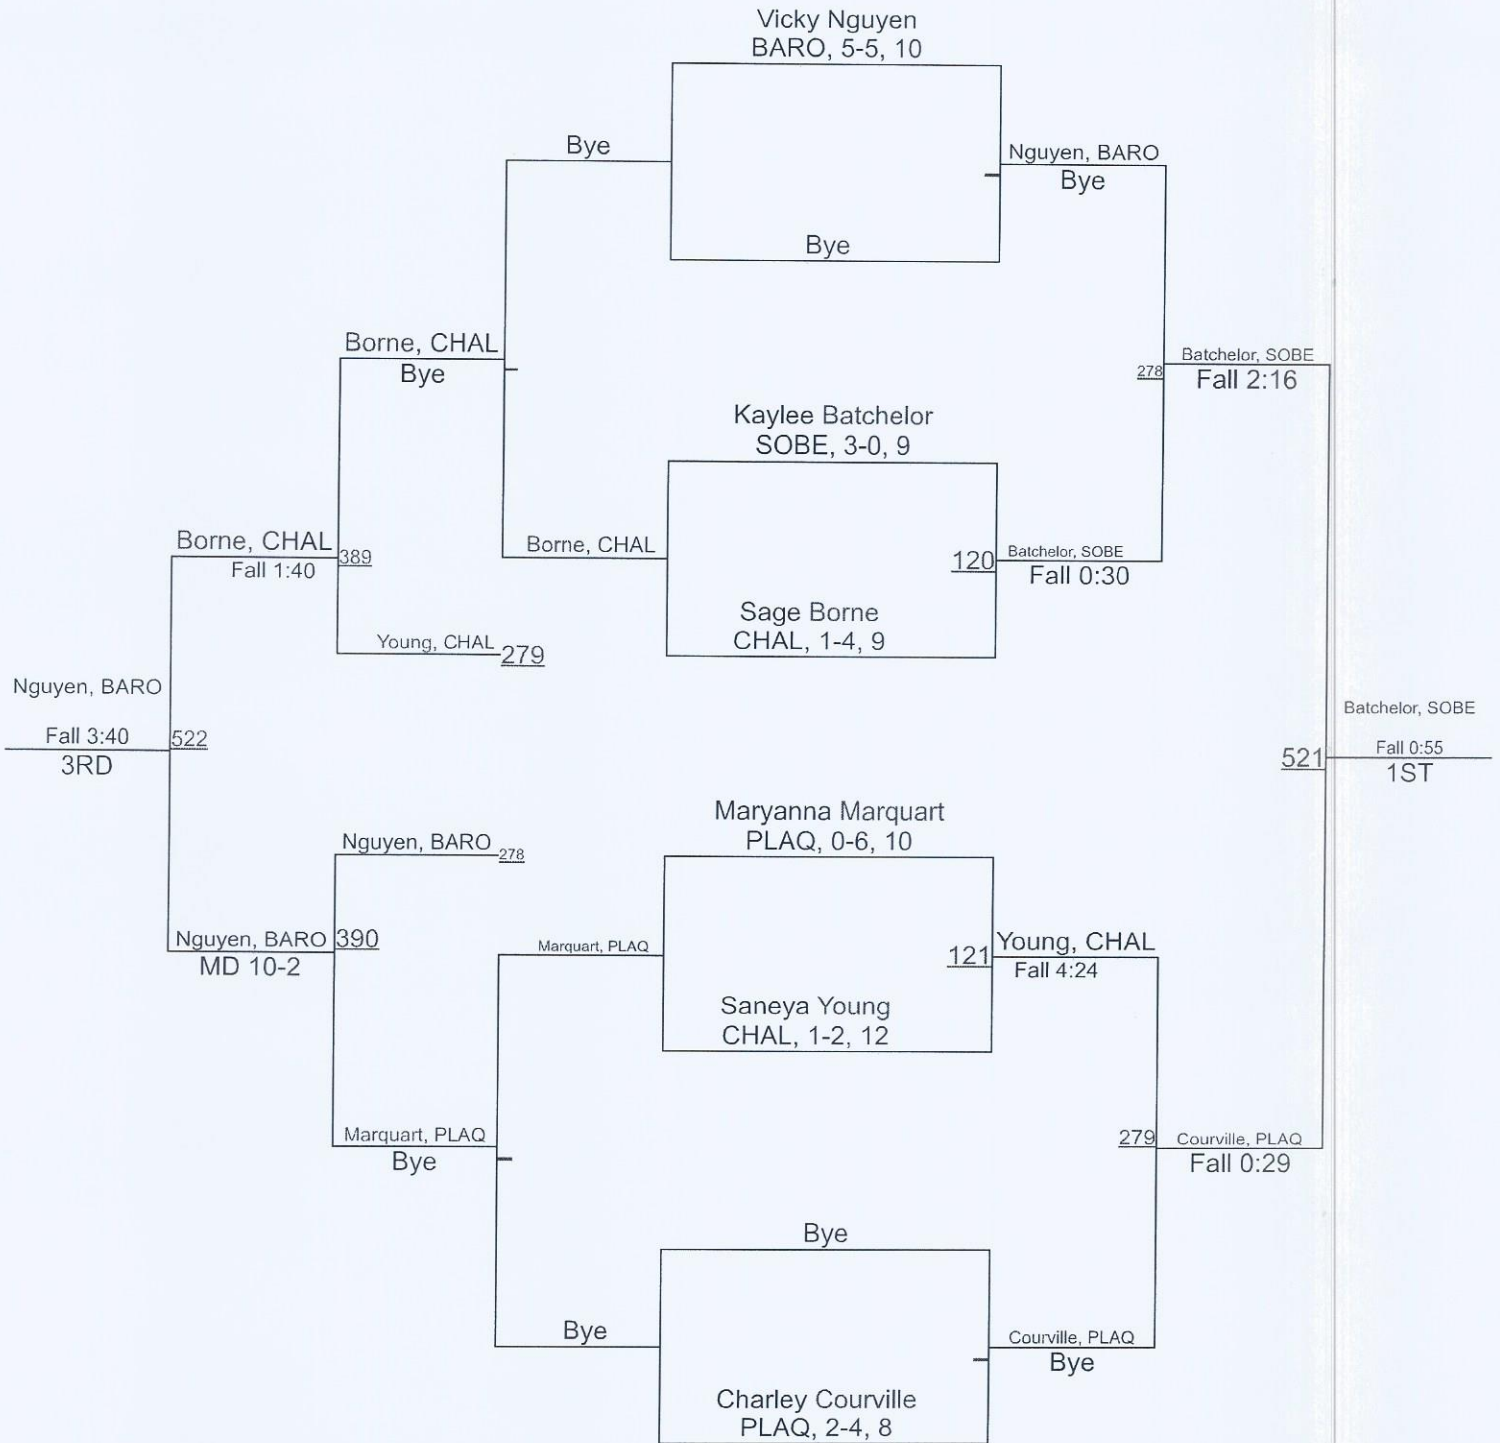 Vicky Nguyen
BARO, 5-5, 10
Bye
Nguyen, BARO
Bye
Bye
Borne, CHAL
Bye
Batchelor, SOBE
278
Fall 2:16
Kaylee Batchelor
SOBE, 3-0, 9
Borne, CHAL
389
Fall 1:40
Borne, CHAL
120
Batchelor, SOBE
Fall 0:30
Sage Borne
CHAL, 1-4, 9
Young, CHAL
279
Nguyen, BARO
Fall 3:40
522
3RD
Batchelor, SOBE
521
Fall 0:55
1ST
Maryanna Marquart
PLAQ, 0-6, 10
Nguyen, BARO
278
Nguyen, BARO
390
MD 10-2
Marquart, PLAQ
121
Young, CHAL
Fall 4:24
Saneya Young
CHAL, 1-2, 12
Marquart, PLAQ
Bye
279
Courville, PLAQ
Fall 0:29
Bye
Bye
Courville, PLAQ
Bye
Charley Courville
PLAQ, 2-4, 8